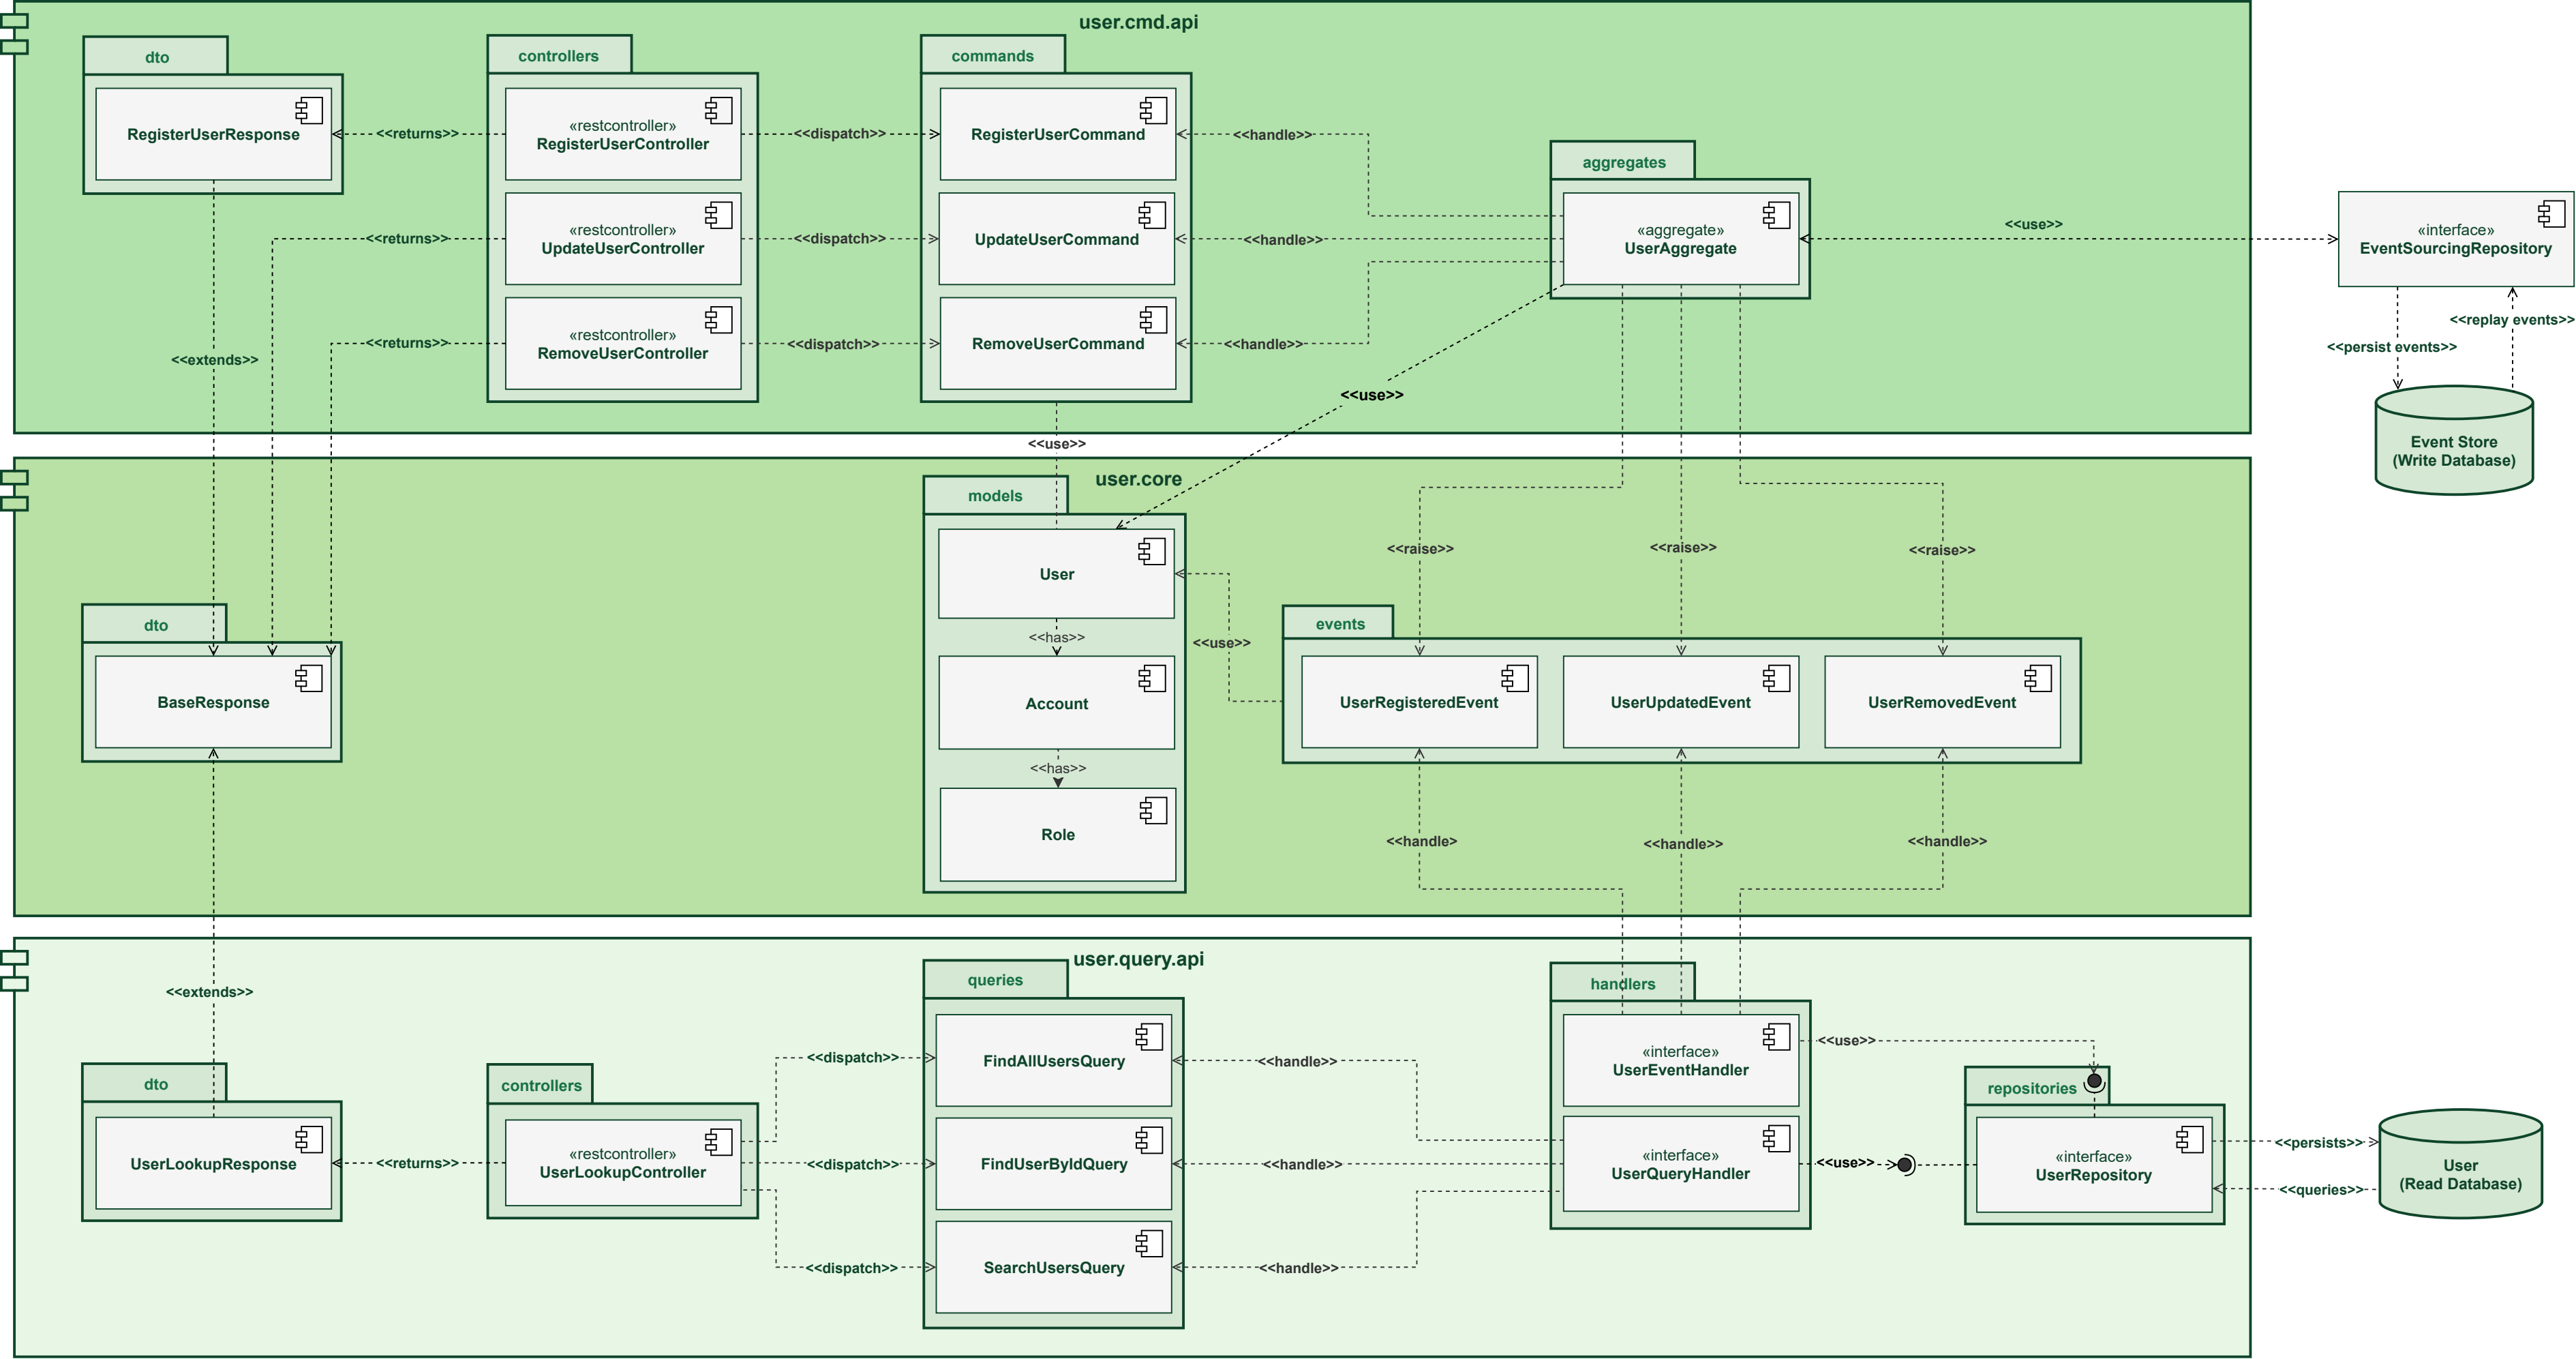 user.cmd.api
dto
controllers
commands
RegisterUserResponse
<<returns>>
«restcontroller»
RegisterUserController
<<dispatch>>
RegisterUserCommand
<<handle>>
aggregates
«restcontroller»
UpdateUserController
<<returns>>
<<dispatch>>
UpdateUserCommand
<<handle>>
«aggregate»
UserAggregate
<<use>>
«interface»
EventSourcingRepository
<<returns>>
«restcontroller»
RemoveUserController
<<dispatch>>
RemoveUserCommand
<<handle>>
<<extends>>
<<replay events>>
<<persist events>>
<<use>>
<<use>>
Event Store
(Write Database)
user.core
models
User
<<raise>>
<<raise>>
<<raise>>
<<has>>
<<use>>
dto
events
BaseResponse
Account
UserRegisteredEvent
UserUpdatedEvent
UserRemovedEvent
<<has>>
Role
<<handle>
<<handle>>
<<handle>>
user.query.api
<<extends>>
queries
handlers
dto
controllers
<<dispatch>>
FindAllUsersQuery
<<handle>>
«interface»
UserEventHandler
<<use>>
repositories
UserLookupResponse
<<returns>>
«restcontroller»
UserLookupController
<<dispatch>>
FindUserByIdQuery
<<handle>>
«interface»
UserQueryHandler
<<use>>
«interface»
UserRepository
<<persists>>
<<queries>>
User
(Read Database)
<<dispatch>>
SearchUsersQuery
<<handle>>